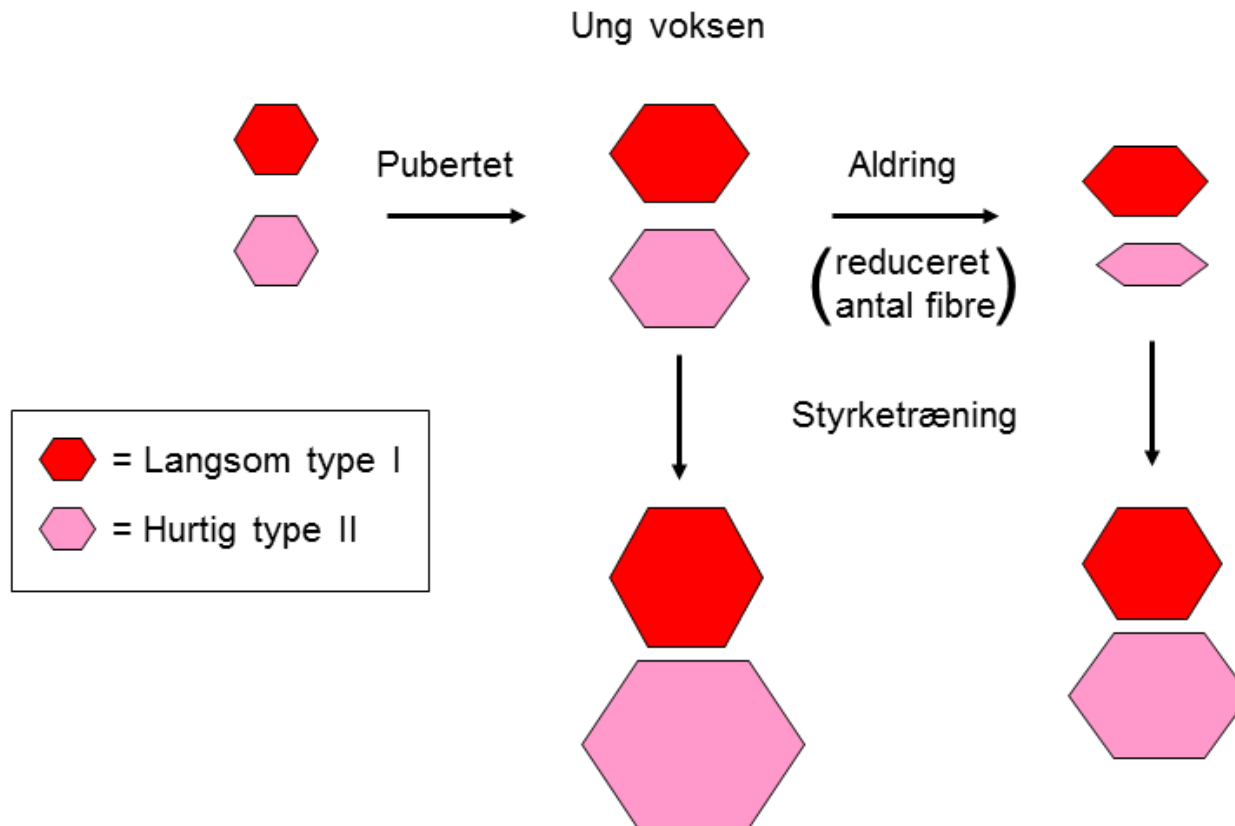 Ung voksen
Pubertet
Aldring
(reduceret
antal fibre)
Styrketræning
= Langsom type I
= Hurtig type II